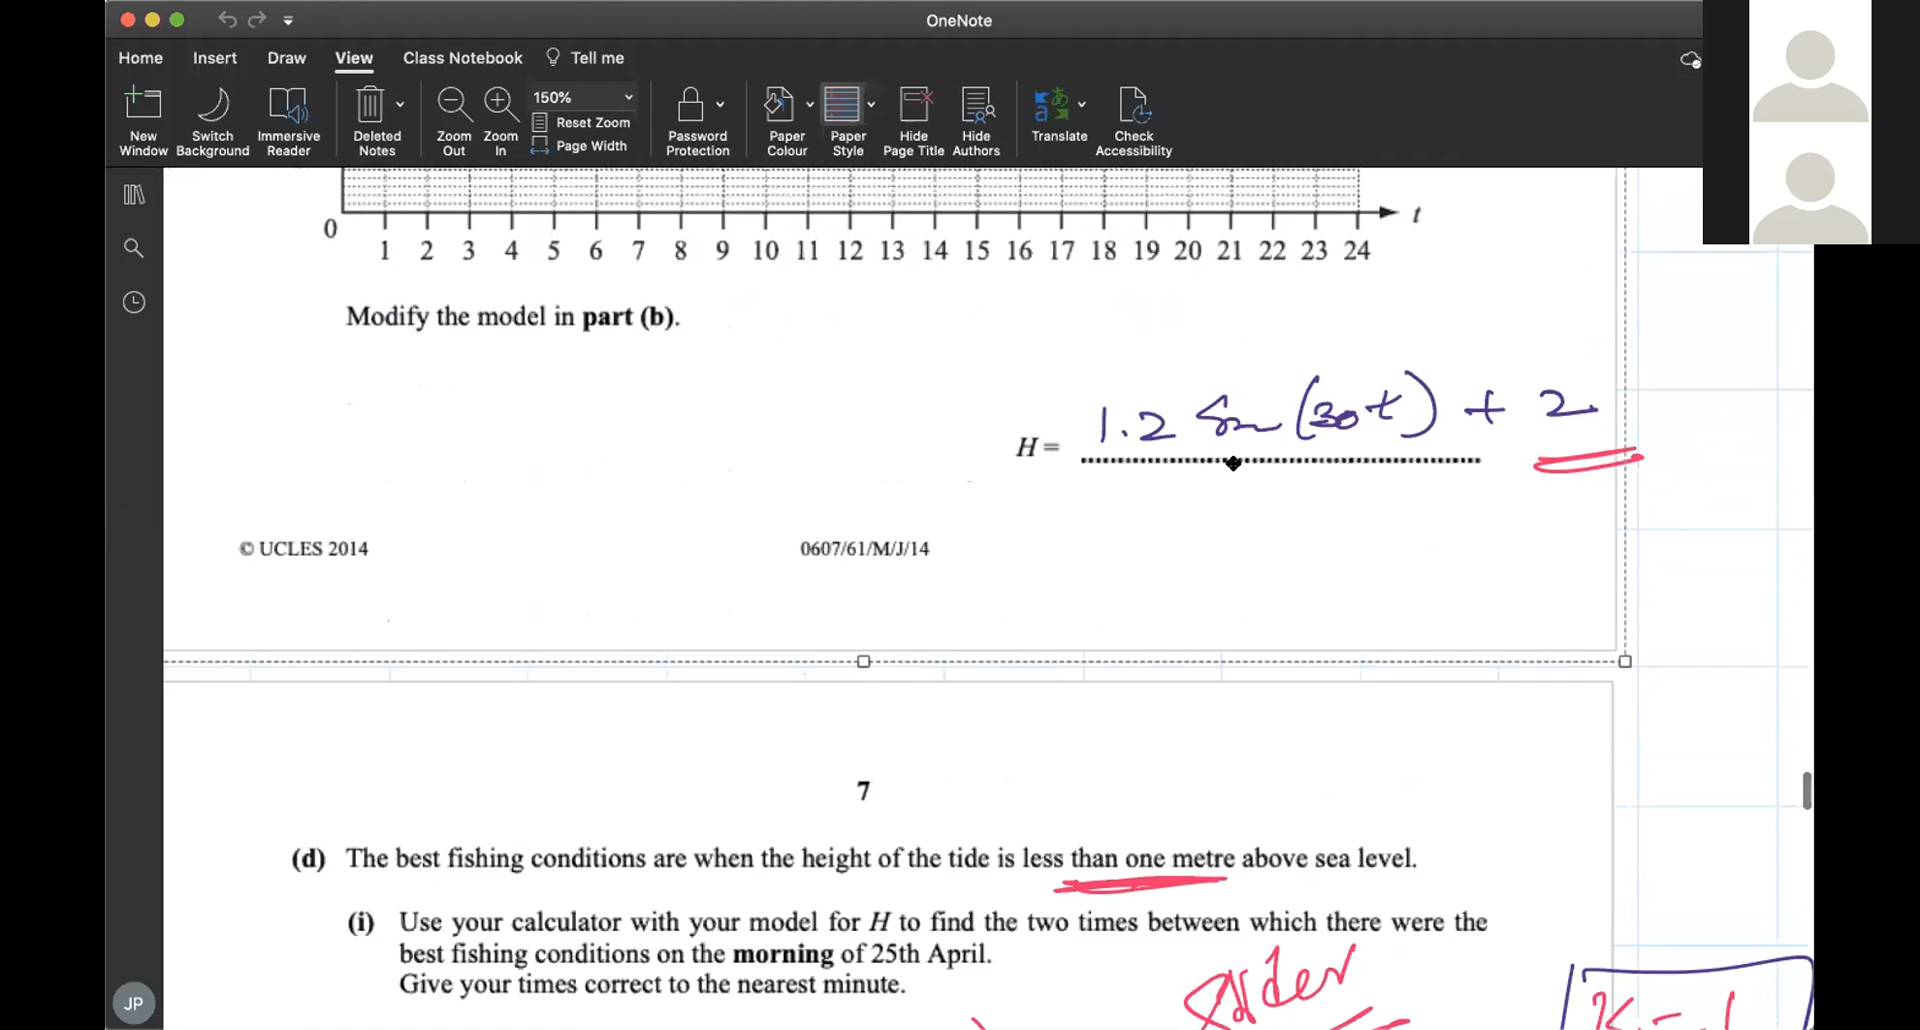 OneNote
Home Insert Draw View Class Notebook Tell me
New Window Switch Background Immersive Reader Deleted Notes Zoom Out Zoom In 150% Reset Zoom Page Width Password Protection Paper Colour Paper Style Hide Page Title Hide Authors Translate Check Accessibility
0 1 2 3 4 5 6 7 8 9 10 11 12 13 14 15 16 17 18 19 20 21 22 23 24 t
Modify the model in part (b).
H = 1.2 Sin (30t) + 2
© UCLES 2014 0607/61/M/J/14
7
(d) The best fishing conditions are when the height of the tide is less than one metre above sea level.
(i) Use your calculator with your model for H to find the two times between which there were the
best fishing conditions on the morning of 25th April.
Give your times correct to the nearest minute.
JP